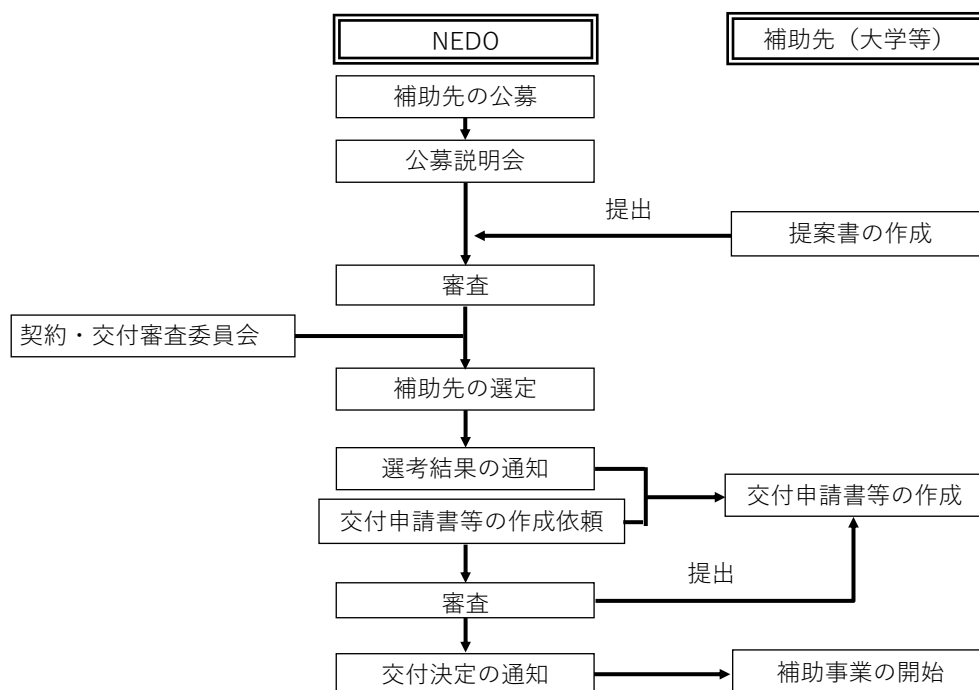 NEDO
補助先（大学等）
補助先の公募
公募説明会
提出
提案書の作成
審査
契約・交付審査委員会
補助先の選定
選考結果の通知
交付申請書等の作成
交付申請書等の作成依頼
提出
審査
交付決定の通知
補助事業の開始